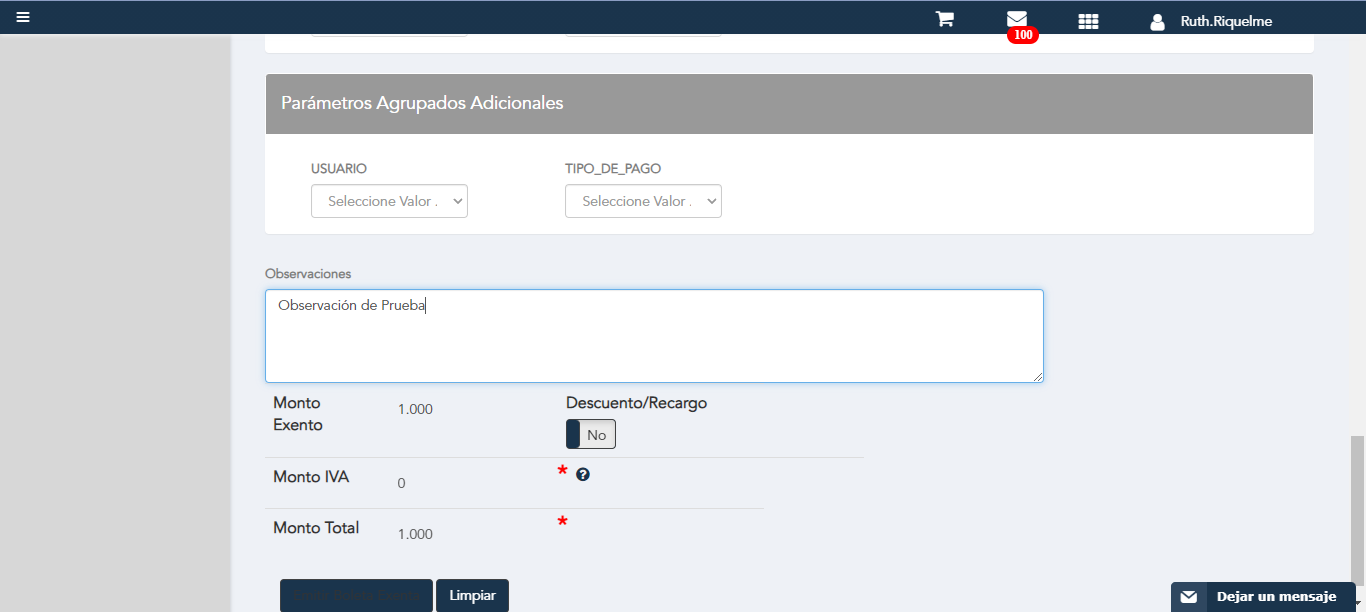 Ruth.Riquelme
100
Parámetros Agrupados Adicionales
USUARIO TIPO_DE_PAGO
Seleccione Valor . Seleccione Valor .
Observaciones
Observación de Prueba
Monto Exento 1.000 Descuento/Recargo
No
Monto IVA 0 *
Monto Total 1.000 *
Limpiar
Dejar un mensaje